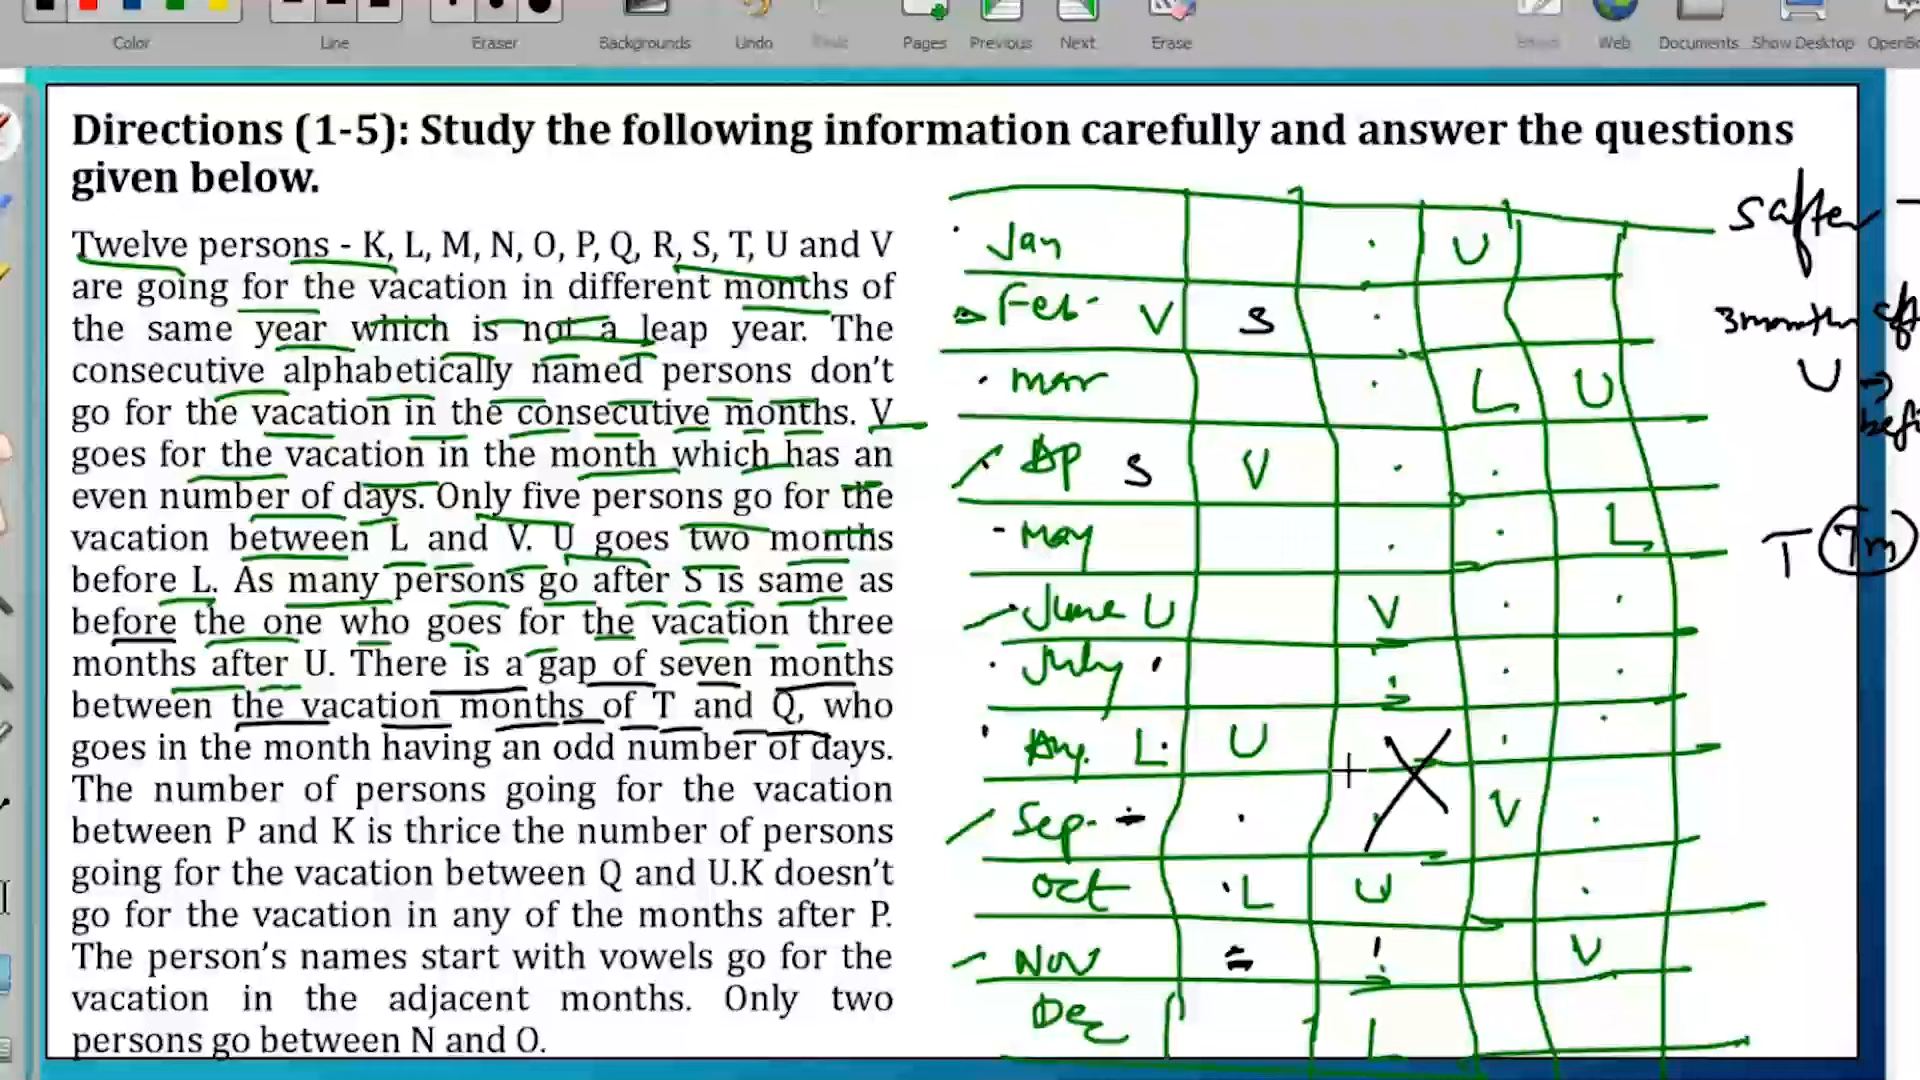 Color Line Eraser Backgrounds Undo Pages Previous Next Erase Web Documents Show Desktop OpenBo
Directions (1-5): Study the following information carefully and answer the questions
given below.
Twelve persons - K, L, M, N, O, P, Q, R, S, T, U and V
are going for the vacation in different months of
the same year which is not a leap year. The
consecutive alphabetically named persons don't
go for the vacation in the consecutive months. V
goes for the vacation in the month which has an
even number of days. Only five persons go for the
vacation between L and V. U goes two months
before L. As many persons go after S is same as
before the one who goes for the vacation three
months after U. There is a gap of seven months
between the vacation months of T and Q, who
goes in the month having an odd number of days.
The number of persons going for the vacation
between P and K is thrice the number of persons
going for the vacation between Q and U.K doesn't
go for the vacation in any of the months after P.
The person's names start with vowels go for the
vacation in the adjacent months. Only two
persons go between N and O.
Jan U
Feb V S
Mar L U
Ap S V
May L
June U V
July
Aug. L U
Sep V
Oct L U
Nov V
Dec L
S after
3 months
U
T 7m